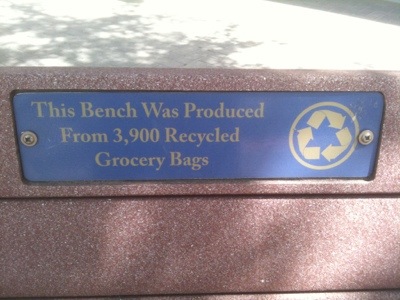 This Bench Was Produced
From 3,900 Recycled
Grocery Bags